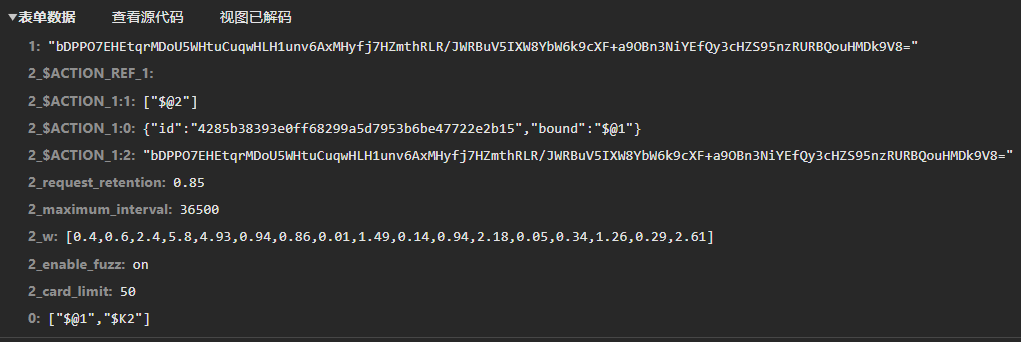 ▼表单数据 查看源代码 视图已解码
1: "bDPPO7EHEtqrMDoU5WHtuCuqwHLH1unv6AxMHyfj7HZmthRLR/JWRBuV5IXW8YbW6k9cXF+a9OBn3NiYEfQy3cHZS95nzRURBQouHMDk9V8="
2_$ACTION_REF_1:
2_$ACTION_1:1: ["$@2"]
2_$ACTION_1:0: {"id":"4285b38393e0ff68299a5d7953b6be47722e2b15","bound":"$@1"}
2_$ACTION_1:2: "bDPPO7EHEtqrMDoU5WHtuCuqwHLH1unv6AxMHyfj7HZmthRLR/JWRBuV5IXW8YbW6k9cXF+a9OBn3NiYEfQy3cHZS95nzRURBQouHMDk9V8="
2_request_retention: 0.85
2_maximum_interval: 36500
2_w: [0.4,0.6,2.4,5.8,4.93,0.94,0.86,0.01,1.49,0.14,0.94,2.18,0.05,0.34,1.26,0.29,2.61]
2_enable_fuzz: on
2_card_limit: 50
0: ["$@1","$K2"]